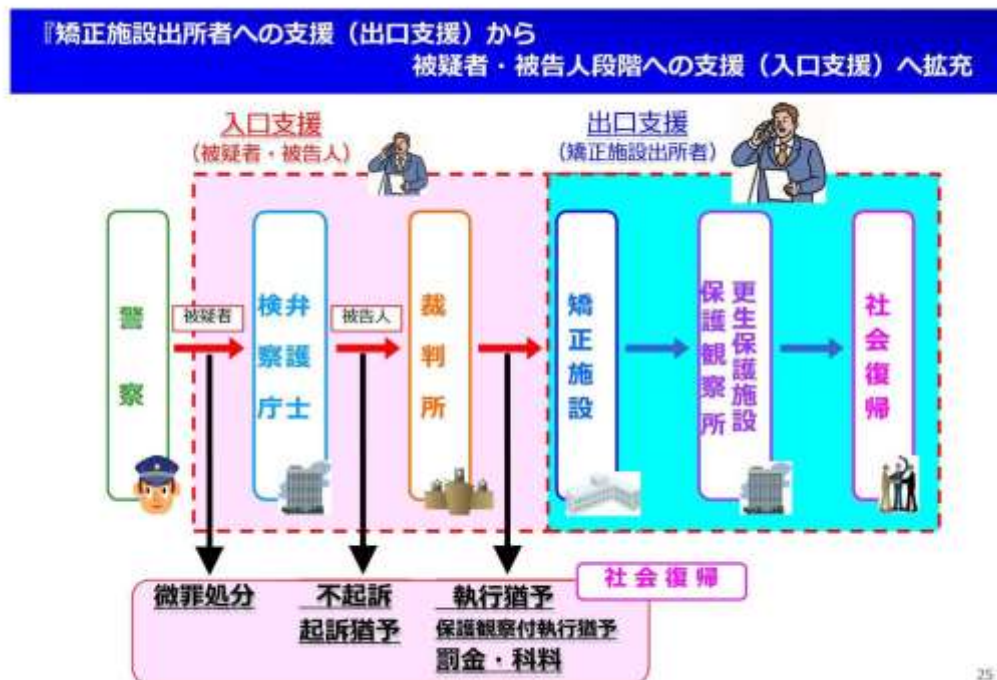 『矯正施設出所者への支援（出口支援）から
被疑者・被告人段階への支援（入口支援）へ拡充
入口支援
（被疑者・被告人）
出口支援
（矯正施設出所者）
警察
被疑者
検察庁
弁護士
被告人
裁判所
矯正施設
更生保護施設
保護観察所
社会復帰
社会復帰
微罪処分
不起訴
起訴猶予
執行猶予
保護観察付執行猶予
罰金・科料
25